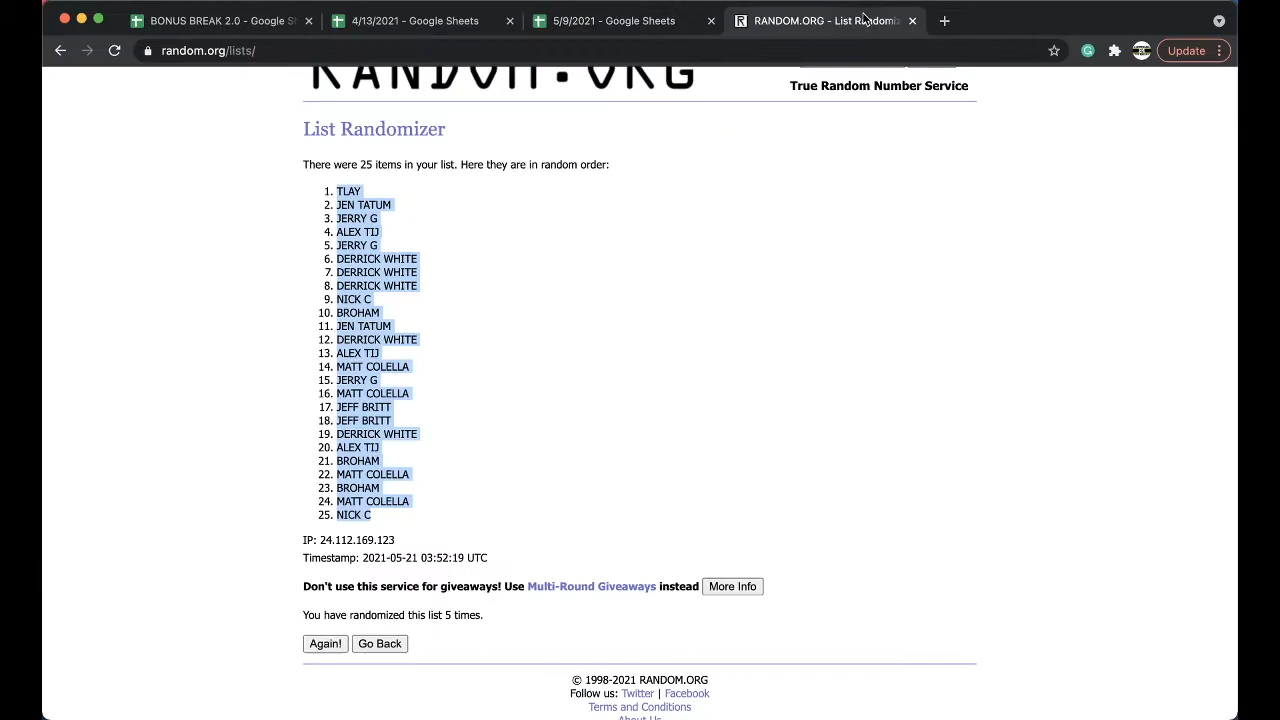 BONUS BREAK 2.0 - Google S
4/13/2021 - Google Sheets
5/9/2021 - Google Sheets
RANDOM.ORG - List Randomiz
random.org/lists/
Update
RANDOM.ORG
True Random Number Service
List Randomizer
There were 25 items in your list. Here they are in random order:
1. TLAY
2. JEN TATUM
3. JERRY G
4. ALEX TIJ
5. JERRY G
6. DERRICK WHITE
7. DERRICK WHITE
8. DERRICK WHITE
9. NICK C
10. BROHAM
11. JEN TATUM
12. DERRICK WHITE
13. ALEX TIJ
14. MATT COLELLA
15. JERRY G
16. MATT COLELLA
17. JEFF BRITT
18. JEFF BRITT
19. DERRICK WHITE
20. ALEX TIJ
21. BROHAM
22. MATT COLELLA
23. BROHAM
24. MATT COLELLA
25. NICK C
IP: 24.112.169.123
Timestamp: 2021-05-21 03:52:19 UTC
Don't use this service for giveaways! Use Multi-Round Giveaways instead More Info
You have randomized this list 5 times.
Again! Go Back
© 1998-2021 RANDOM.ORG
Follow us: Twitter | Facebook
Terms and Conditions
About Us